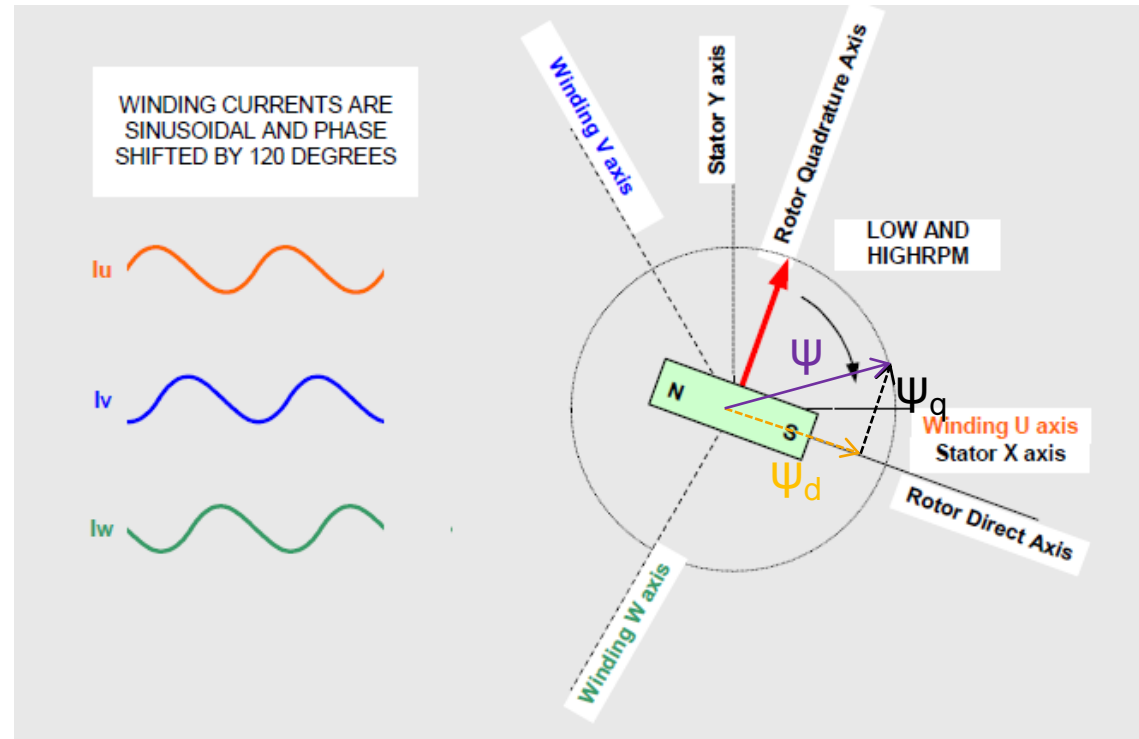 WINDING CURRENTS ARE
SINUSOIDAL AND PHASE
SHIFTED BY 120 DEGREES
Iu
Iv
Iw
Winding V axis
Stator Y axis
Rotor Quadrature Axis
LOW AND
HIGHRPM
N
S
Ψ
Ψq
Ψd
Winding U axis
Stator X axis
Rotor Direct Axis
Winding W axis